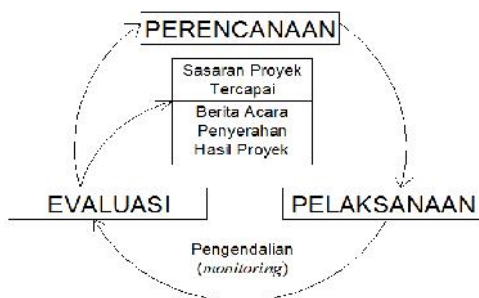 PERENCANAAN
Sasaran Proyek
Tercapai
Berita Acara
Penyerahan
Hasil Proyek
EVALUASI
PELAKSANAAN
Pengendalian
(monitoring)